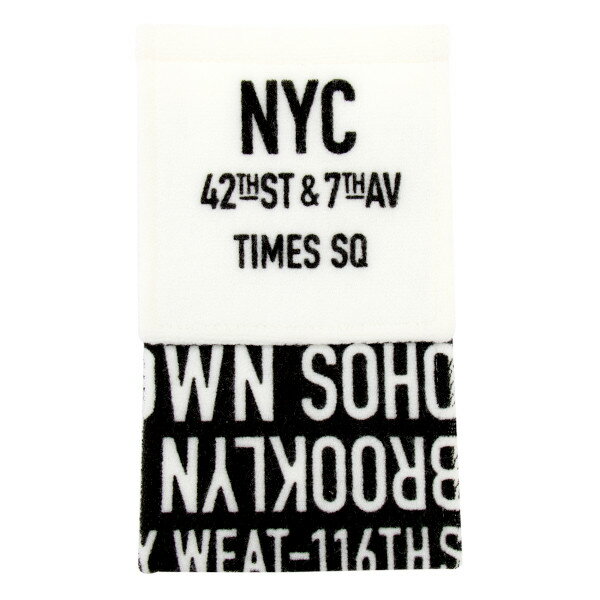 NYC
42THST & 7THAV
TIMES SQ
OWN SOHO
BROOKLYN
Y WEAT-116TH S